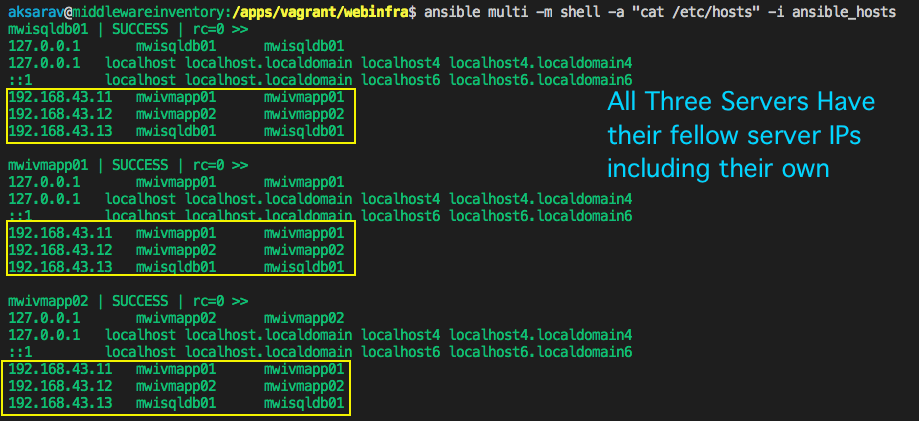 aksarav@middlewareinventory:/apps/vagrant/webinfra$ ansible multi -m shell -a "cat /etc/hosts" -i ansible_hosts
mwisqldb01 | SUCCESS | rc=0 >>
127.0.0.1 mwisqldb01 mwisqldb01
127.0.0.1 localhost localhost.localdomain localhost4 localhost4.localdomain4
::1 localhost localhost.localdomain localhost6 localhost6.localdomain6
192.168.43.11 mwivmapp01 mwivmapp01
192.168.43.12 mwivmapp02 mwivmapp02
192.168.43.13 mwisqldb01 mwisqldb01
All Three Servers Have
their fellow server IPs
including their own
mwivmapp01 | SUCCESS | rc=0 >>
127.0.0.1 mwivmapp01 mwivmapp01
127.0.0.1 localhost localhost.localdomain localhost4 localhost4.localdomain4
::1 localhost localhost.localdomain localhost6 localhost6.localdomain6
192.168.43.11 mwivmapp01 mwivmapp01
192.168.43.12 mwivmapp02 mwivmapp02
192.168.43.13 mwisqldb01 mwisqldb01
mwivmapp02 | SUCCESS | rc=0 >>
127.0.0.1 mwivmapp02 mwivmapp02
127.0.0.1 localhost localhost.localdomain localhost4 localhost4.localdomain4
::1 localhost localhost.localdomain localhost6 localhost6.localdomain6
192.168.43.11 mwivmapp01 mwivmapp01
192.168.43.12 mwivmapp02 mwivmapp02
192.168.43.13 mwisqldb01 mwisqldb01